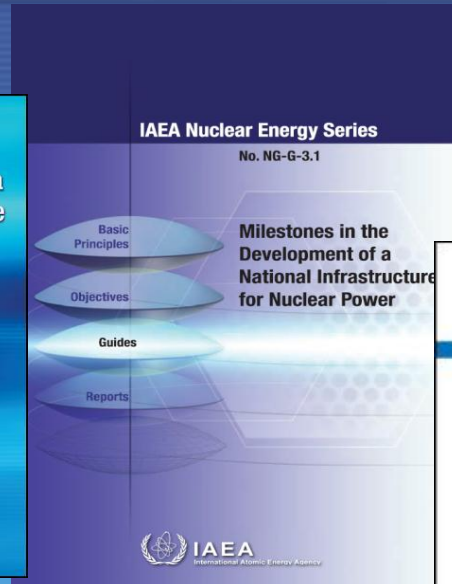 IAEA Nuclear Energy Series
No. NG-G-3.1
Basic
Principles
Milestones in the
Development of a
National Infrastructure
for Nuclear Power
Objectives
Guides
Reports
IAEA
International Atomic Energy Agency